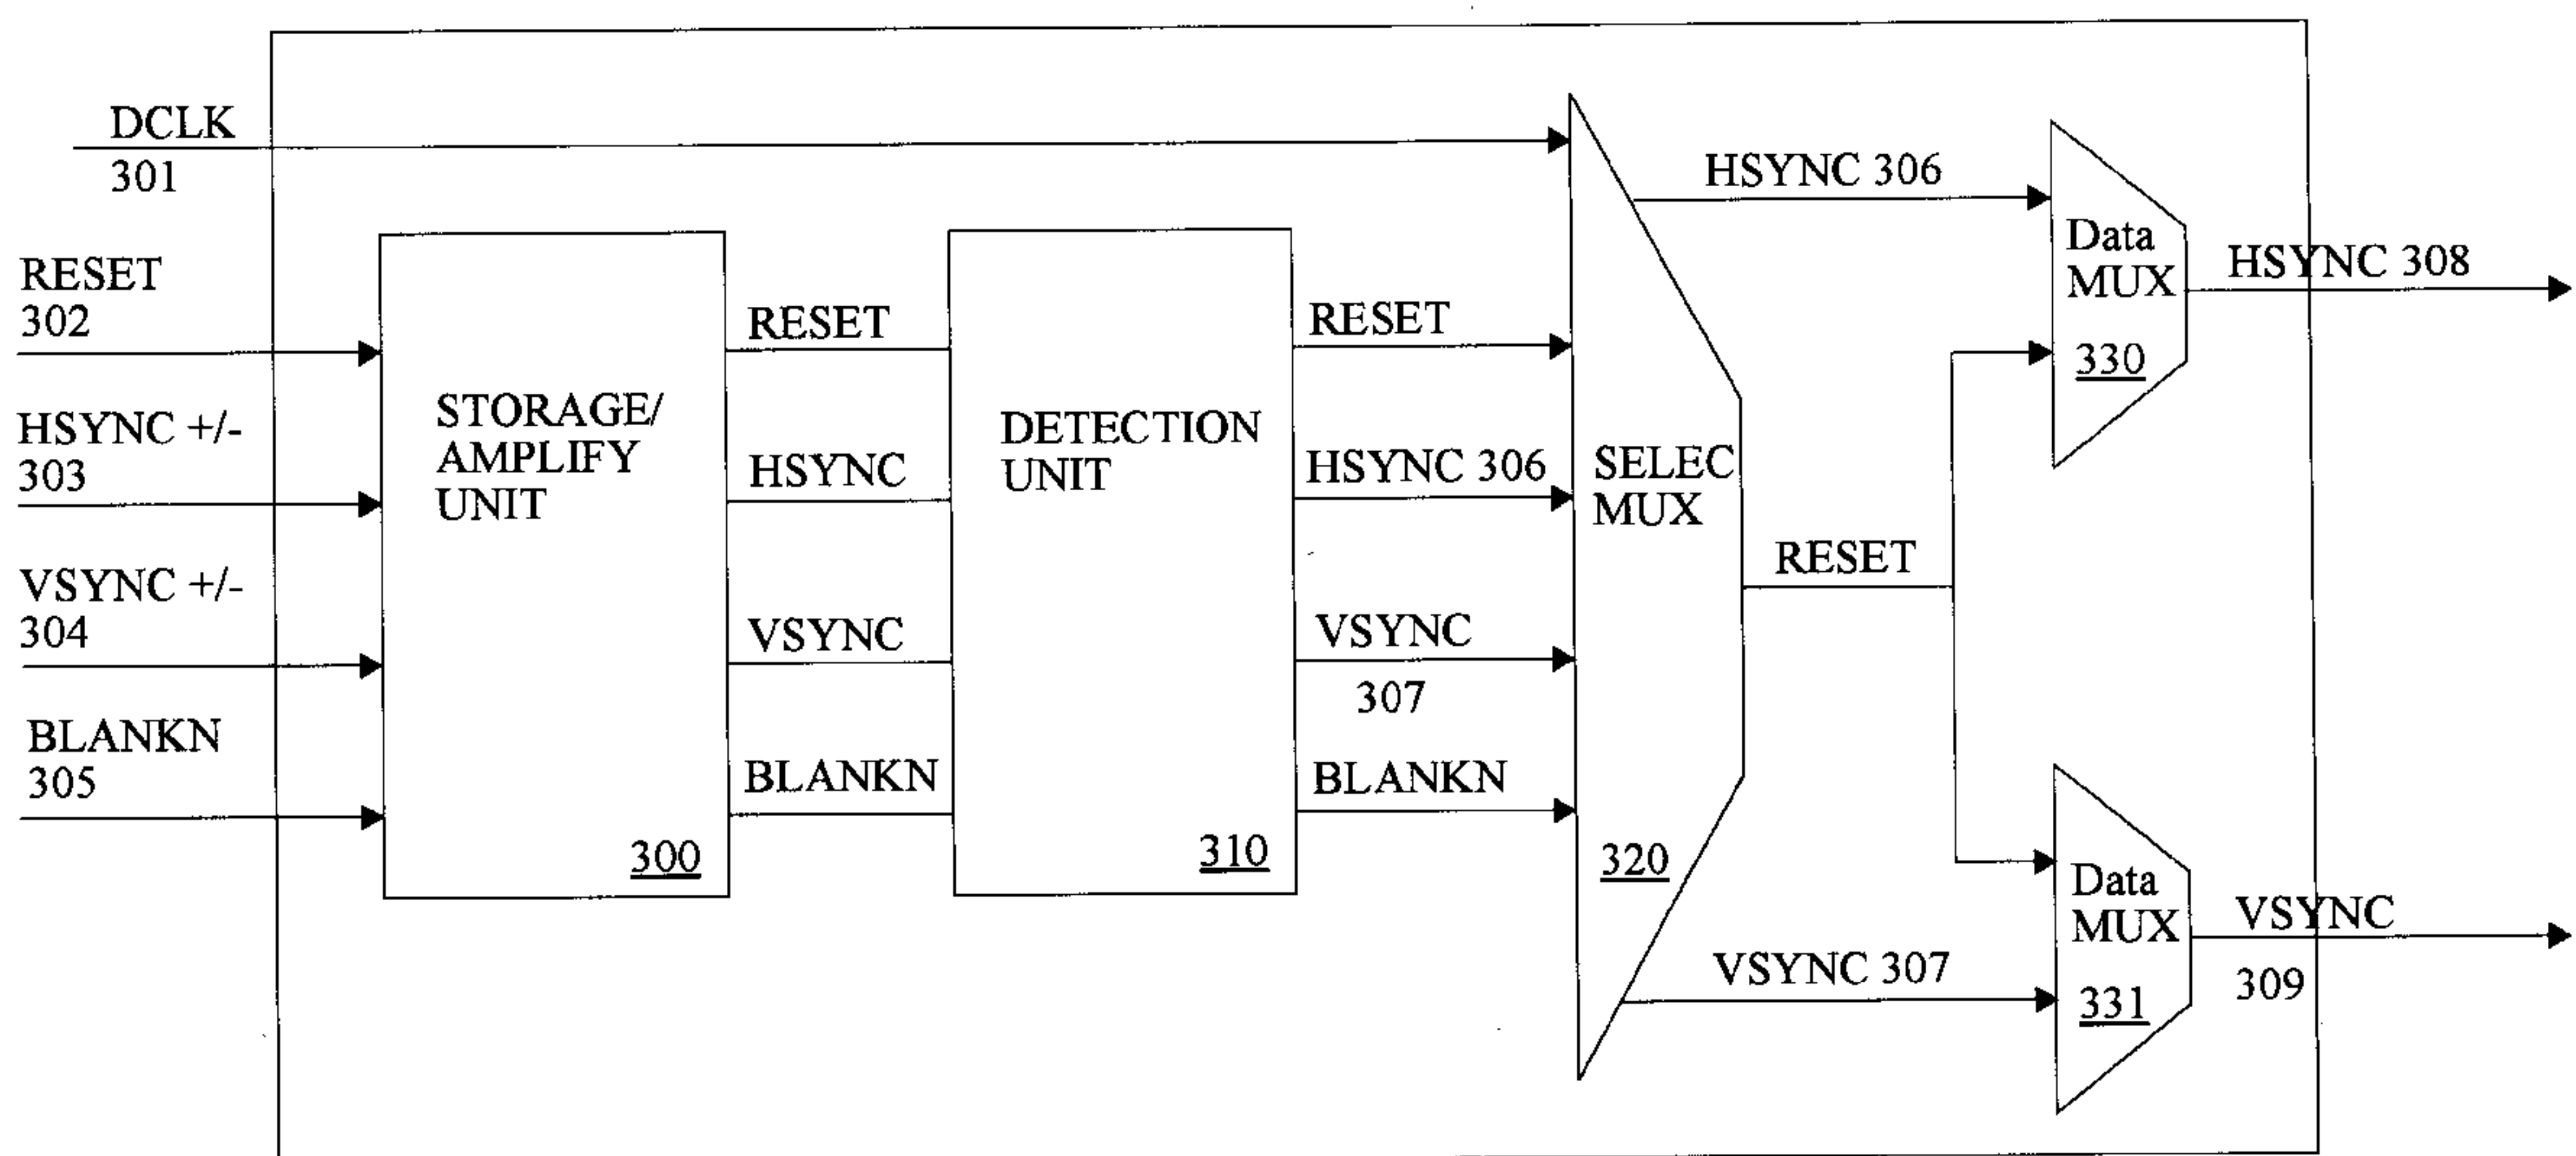 DCLK
301
RESET
302
HSYNC +/-
303
VSYNC +/-
304
BLANKN
305
STORAGE/
AMPLIFY
UNIT
300
RESET
HSYNC
VSYNC
BLANKN
DETECTION
UNIT
310
RESET
HSYNC 306
VSYNC
307
BLANKN
SELEC
MUX
320
HSYNC 306
RESET
VSYNC 307
Data
MUX
330
HSYNC 308
Data
MUX
331
VSYNC
309